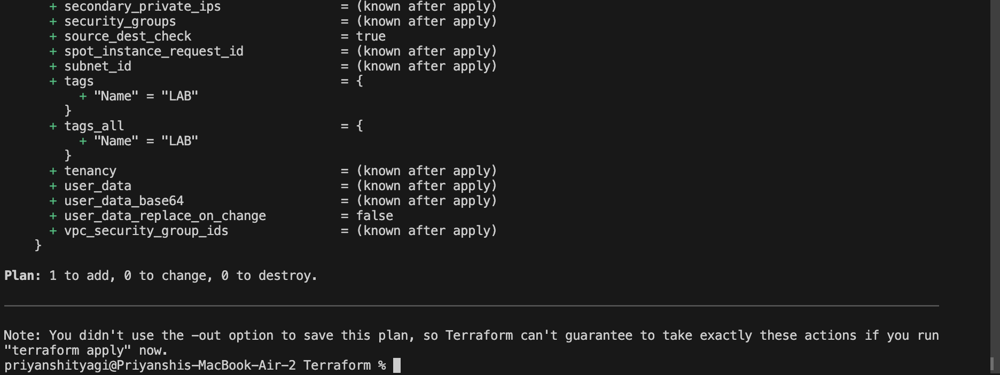 + secondary_private_ips = (known after apply)
+ security_groups = (known after apply)
+ source_dest_check = true
+ spot_instance_request_id = (known after apply)
+ subnet_id = (known after apply)
+ tags = {
+ "Name" = "LAB"
}
+ tags_all = {
+ "Name" = "LAB"
}
+ tenancy = (known after apply)
+ user_data = (known after apply)
+ user_data_base64 = (known after apply)
+ user_data_replace_on_change = false
+ vpc_security_group_ids = (known after apply)
}
Plan: 1 to add, 0 to change, 0 to destroy.
Note: You didn't use the -out option to save this plan, so Terraform can't guarantee to take exactly these actions if you run
"terraform apply" now.
priyanshityagi@Priyanshis-MacBook-Air-2 Terraform %